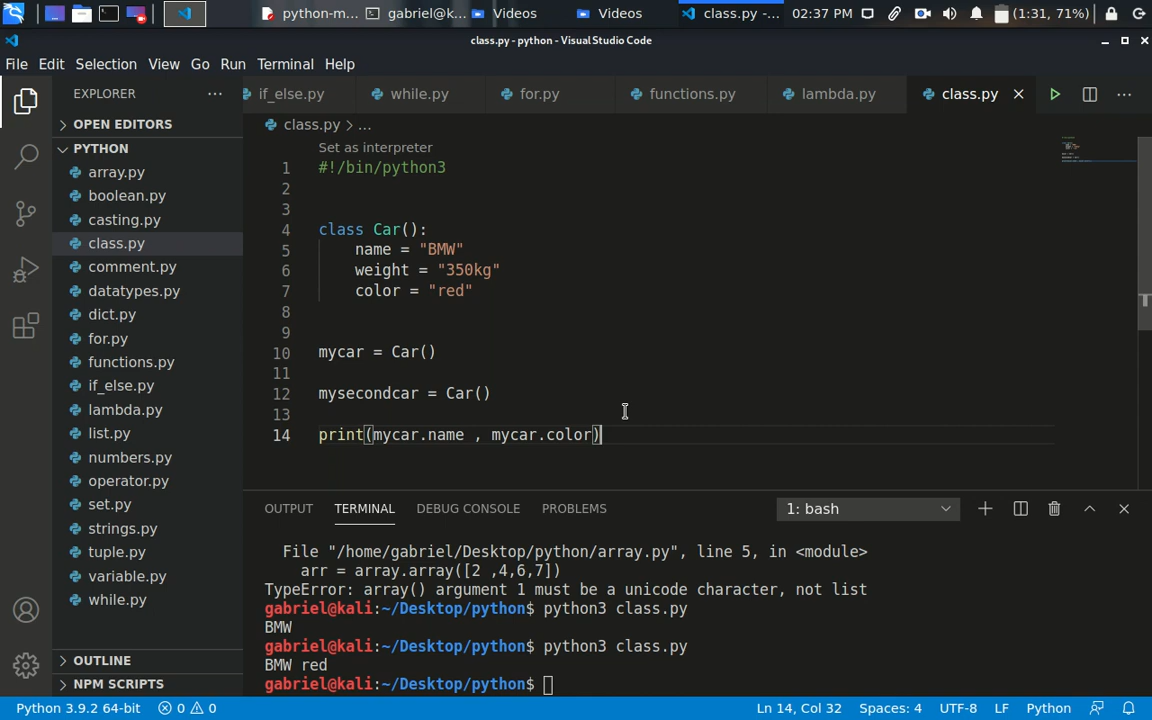 python-m... gabriel@k... Videos Videos class.py -... 02:37 PM (1:31, 71%)
class.py - python - Visual Studio Code
File Edit Selection View Go Run Terminal Help
EXPLORER ··· if_else.py while.py for.py functions.py lambda.py class.py ···
OPEN EDITORS
class.py > ...
PYTHON
array.py
boolean.py
casting.py
class.py
comment.py
datatypes.py
dict.py
for.py
functions.py
if_else.py
lambda.py
list.py
numbers.py
operator.py
set.py
strings.py
tuple.py
variable.py
while.py
OUTLINE
NPM SCRIPTS
Set as interpreter
1 #!/bin/python3
2
3
4 class Car():
5 name = "BMW"
6 weight = "350kg"
7 color = "red"
8
9
10 mycar = Car()
11
12 mysecondcar = Car()
13
14 print(mycar.name , mycar.color)
OUTPUT TERMINAL DEBUG CONSOLE PROBLEMS 1: bash
File "/home/gabriel/Desktop/python/array.py", line 5, in <module>
arr = array.array([2 ,4,6,7])
TypeError: array() argument 1 must be a unicode character, not list
gabriel@kali:~/Desktop/python$ python3 class.py
BMW
gabriel@kali:~/Desktop/python$ python3 class.py
BMW red
gabriel@kali:~/Desktop/python$
Python 3.9.2 64-bit 0 0 Ln 14, Col 32 Spaces: 4 UTF-8 LF Python